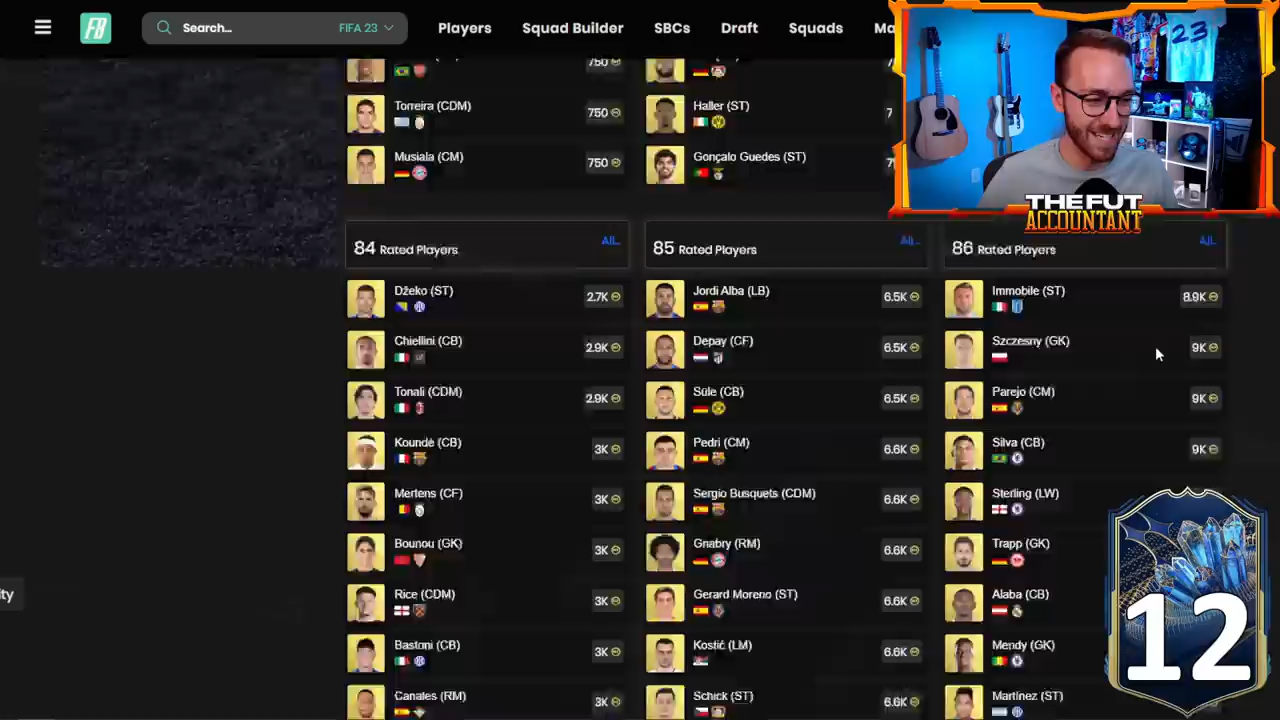 FB
Search...
FIFA 23
Players
Squad Builder
SBCs
Draft
Squads
23
750
750
Torreira (CDM)
750
Haller (ST)
7
Musiala (CM)
750
Gonçalo Guedes (ST)
THE FUT
ACCOUNTANT
84 Rated Players
All..
85 Rated Players
All..
86 Rated Players
All..
Džeko (ST)
2.7K
Jordi Alba (LB)
6.5K
Immobile (ST)
8.9K
Chiellini (CB)
2.9K
Depay (CF)
6.5K
Szczesny (GK)
9K
Tonali (CDM)
2.9K
Süle (CB)
6.5K
Parejo (CM)
9K
Koundé (CB)
3K
Pedri (CM)
6.6K
Silva (CB)
9K
Mertens (CF)
3K
Sergio Busquets (CDM)
6.6K
Sterling (LW)
Bounou (GK)
3K
Gnabry (RM)
6.6K
Trapp (GK)
ity
Rice (CDM)
3K
Gerard Moreno (ST)
6.6K
Alaba (CB)
Bastoni (CB)
3K
Kostić (LM)
6.6K
Mendy (GK)
Canales (RM)
3K
Schick (ST)
6.6K
Martínez (ST)
12